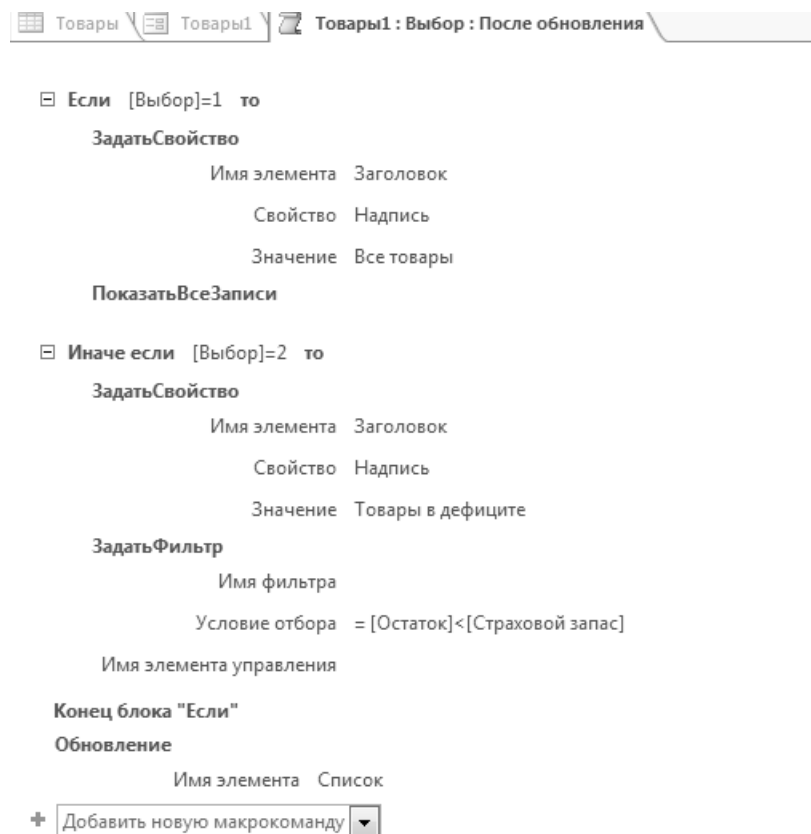 Товары Товары1 Товары1 : Выбор : После обновления
Если [Выбор]=1 то
ЗадатьСвойство
Имя элемента Заголовок
Свойство Надпись
Значение Все товары
ПоказатьВсеЗаписи
Иначе если [Выбор]=2 то
ЗадатьСвойство
Имя элемента Заголовок
Свойство Надпись
Значение Товары в дефиците
ЗадатьФильтр
Имя фильтра
Условие отбора = [Остаток]<[Страховой запас]
Имя элемента управления
Конец блока "Если"
Обновление
Имя элемента Список
Добавить новую макрокоманду